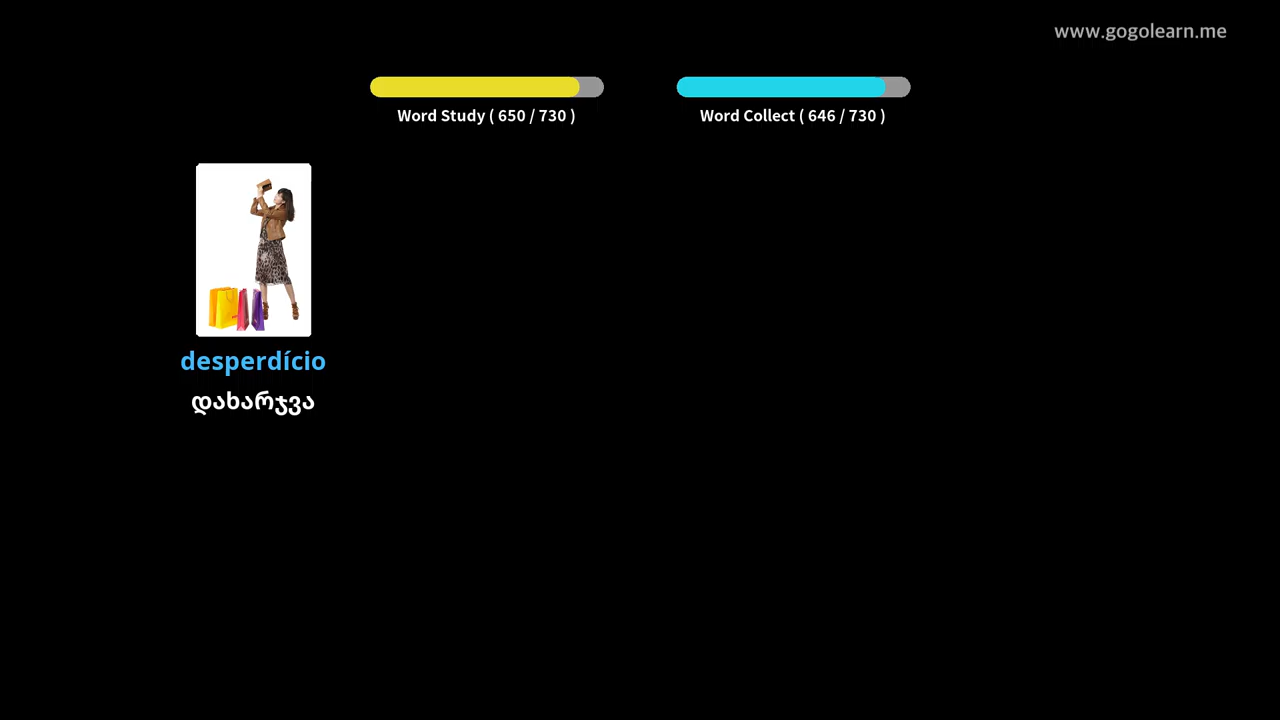 www.gogolearn.me
Word Study ( 650 / 730 )
Word Collect ( 646 / 730 )
desperdício
დახარჯვა